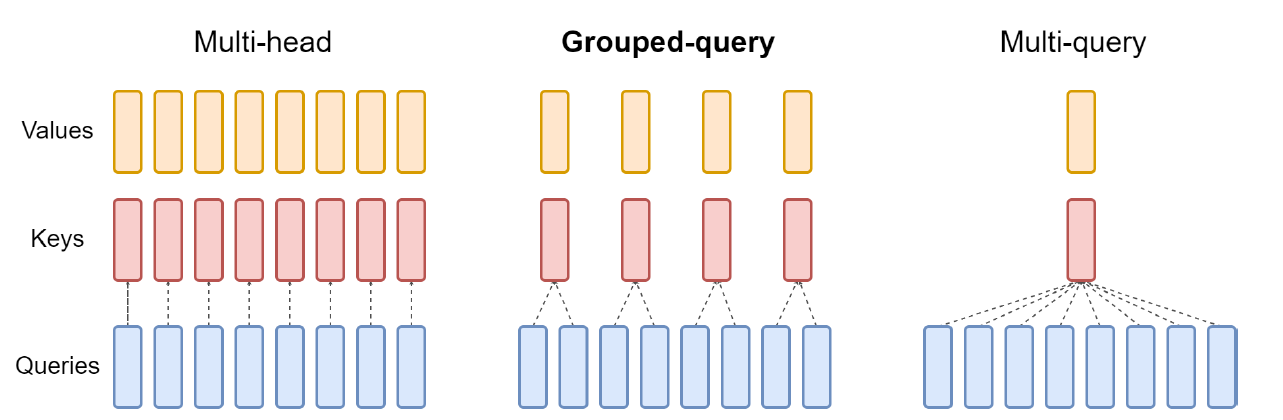 Multi-head
Grouped-query
Multi-query
Values
Keys
Queries